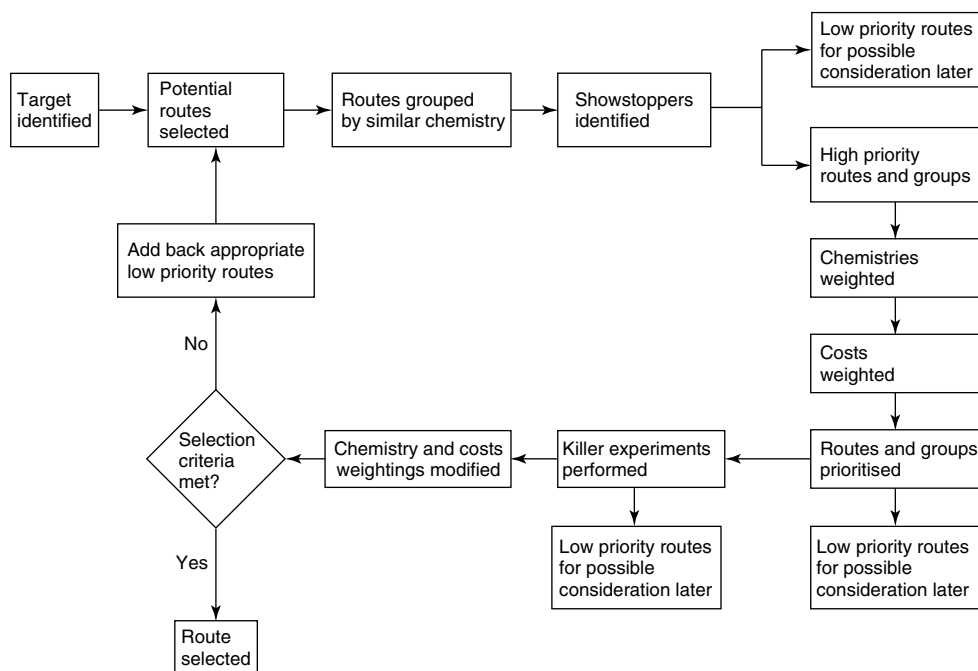 Low priority routes
for possible
consideration later
Target
identified
Potential
routes
selected
Routes grouped
by similar chemistry
Showstoppers
identified
High priority
routes and groups
Add back appropriate
low priority routes
Chemistries
weighted
No
Costs
weighted
Selection
criteria
met?
Chemistry and costs
weightings modified
Killer experiments
performed
Routes and groups
prioritised
Yes
Low priority routes
for possible
consideration later
Low priority routes
for possible
consideration later
Route
selected